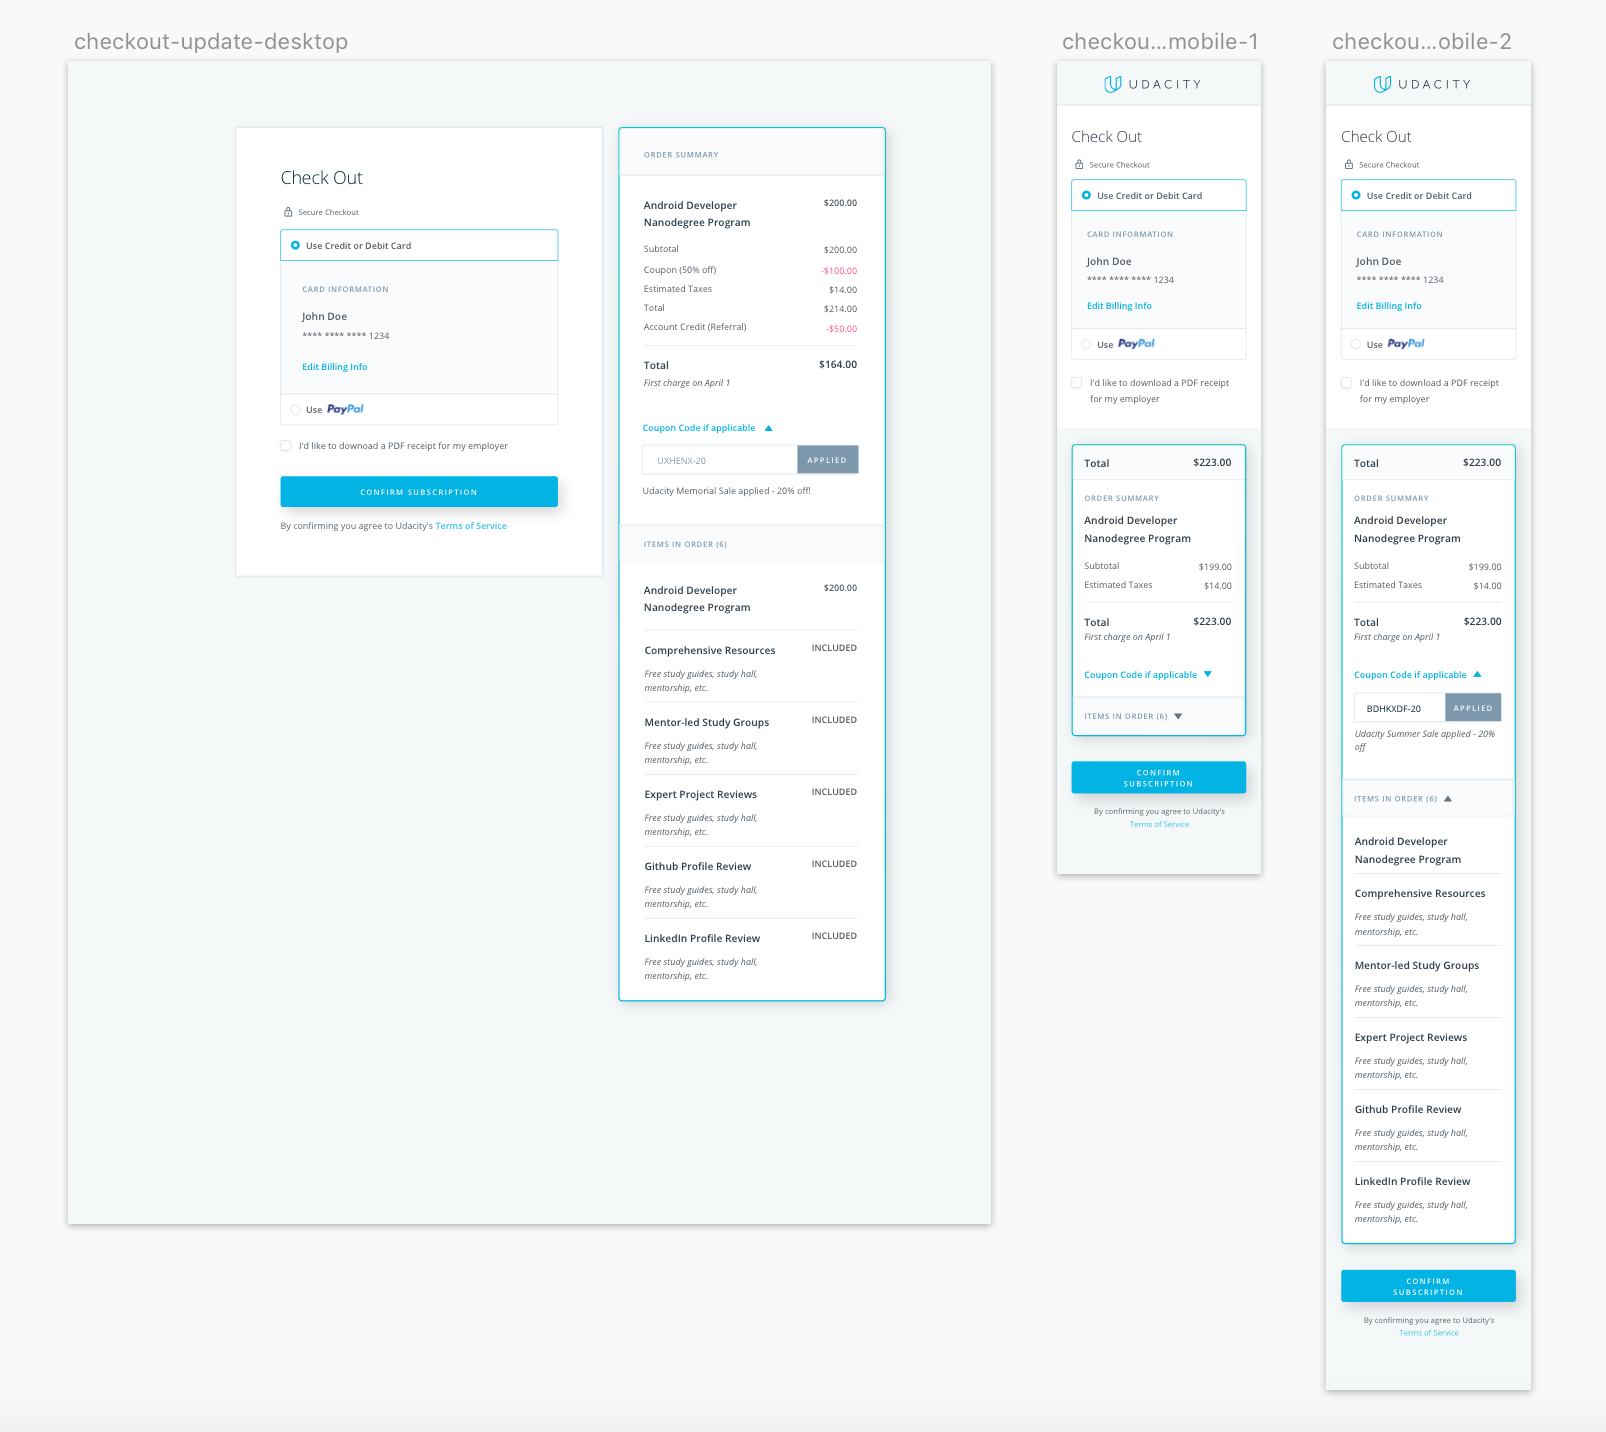 checkout-update-desktop
Check Out
Secure Checkout
Use Credit or Debit Card
CARD INFORMATION
John Doe
**** **** **** 1234
Edit Billing Info
Use PayPal
I'd like to downoad a PDF receipt for my employer
CONFIRM SUBSCRIPTION
By confirming you agree to Udacity's Terms of Service
ORDER SUMMARY
Android Developer $200.00
Nanodegree Program
Subtotal $200.00
Coupon (50% off) -$100.00
Estimated Taxes $14.00
Total $214.00
Account Credit (Referral) -$50.00
Total $164.00
First charge on April 1
Coupon Code if applicable
UXHENX-20 APPLIED
Udacity Memorial Sale applied - 20% off!
ITEMS IN ORDER (6)
Android Developer $200.00
Nanodegree Program
Comprehensive Resources INCLUDED
Free study guides, study hall,
mentorship, etc.
Mentor-led Study Groups INCLUDED
Free study guides, study hall,
mentorship, etc.
Expert Project Reviews INCLUDED
Free study guides, study hall,
mentorship, etc.
Github Profile Review INCLUDED
Free study guides, study hall,
mentorship, etc.
LinkedIn Profile Review INCLUDED
Free study guides, study hall,
mentorship, etc.
checkou...mobile-1
UDACITY
Check Out
Secure Checkout
Use Credit or Debit Card
CARD INFORMATION
John Doe
**** **** **** 1234
Edit Billing Info
Use PayPal
I'd like to download a PDF receipt
for my employer
Total $223.00
ORDER SUMMARY
Android Developer
Nanodegree Program
Subtotal $199.00
Estimated Taxes $14.00
Total $223.00
First charge on April 1
Coupon Code if applicable
ITEMS IN ORDER (6)
CONFIRM
SUBSCRIPTION
By confirming you agree to Udacity's
Terms of Service
checkou...obile-2
UDACITY
Check Out
Secure Checkout
Use Credit or Debit Card
CARD INFORMATION
John Doe
**** **** **** 1234
Edit Billing Info
Use PayPal
I'd like to download a PDF receipt
for my employer
Total $223.00
ORDER SUMMARY
Android Developer
Nanodegree Program
Subtotal $199.00
Estimated Taxes $14.00
Total $223.00
First charge on April 1
Coupon Code if applicable
BDHKXDF-20 APPLIED
Udacity Summer Sale applied - 20%
off
ITEMS IN ORDER (6)
Android Developer
Nanodegree Program
Comprehensive Resources
Free study guides, study hall,
mentorship, etc.
Mentor-led Study Groups
Free study guides, study hall,
mentorship, etc.
Expert Project Reviews
Free study guides, study hall,
mentorship, etc.
Github Profile Review
Free study guides, study hall,
mentorship, etc.
LinkedIn Profile Review
Free study guides, study hall,
mentorship, etc.
CONFIRM
SUBSCRIPTION
By confirming you agree to Udacity's
Terms of Service